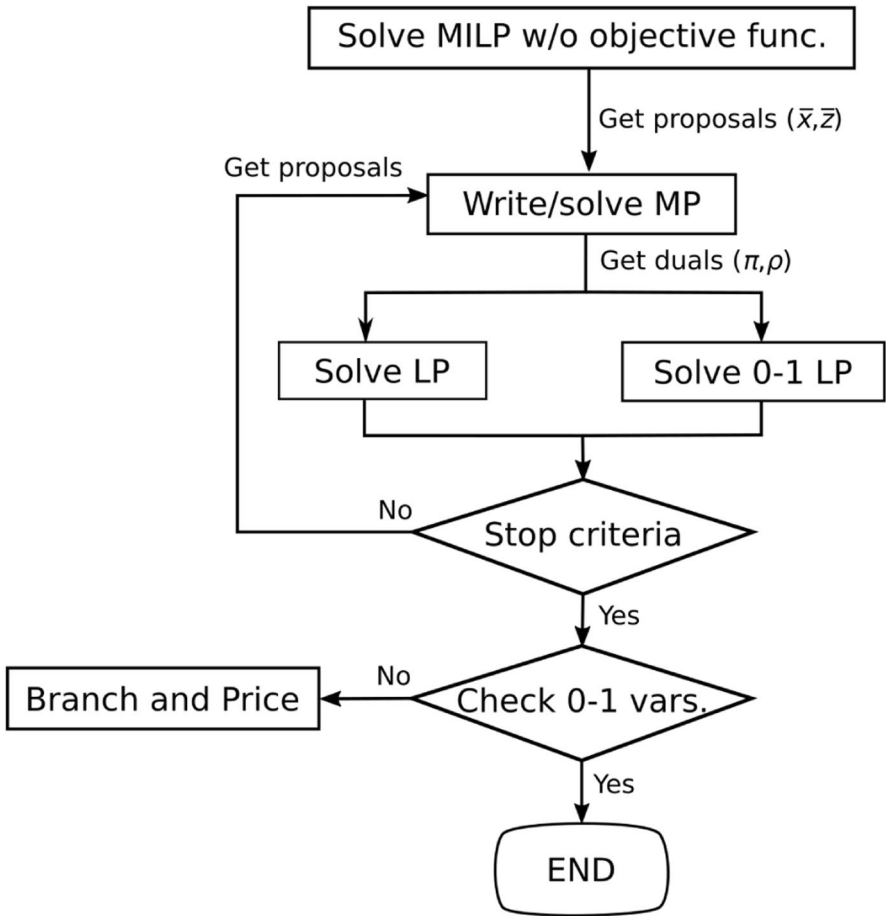 Solve MILP w/o objective func.
Get proposals (x̅,z̅)
Get proposals
Write/solve MP
Get duals (π,ρ)
Solve LP
Solve 0-1 LP
No
Stop criteria
Yes
No
Branch and Price
Check 0-1 vars.
Yes
END